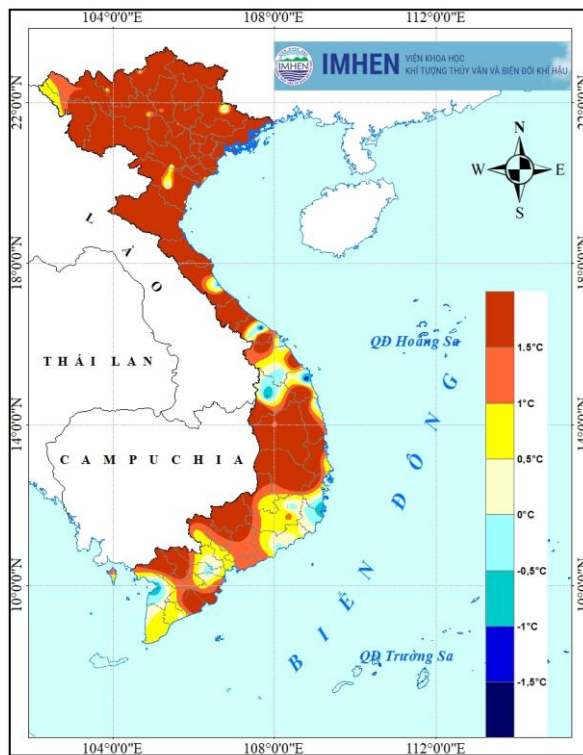 104°0'0"E
108°0'0"E
112°0'0"E
IMHEN
VIỆN KHOA HỌC
KHÍ TƯỢNG THỦY VĂN VÀ BIẾN ĐỔI KHÍ HẬU
22°0'0"N
22°0'0"N
N
W
E
S
LÀO
18°0'0"N
18°0'0"N
THÁI LAN
QĐ Hoàng Sa
1.5°C
1°C
14°0'0"N
14°0'0"N
CAMPUCHIA
0,5°C
0°C
-0,5°C
10°0'0"N
10°0'0"N
-1°C
-1,5°C
BIỂN ĐÔNG
QĐ Trường Sa
104°0'0"E
108°0'0"E
112°0'0"E